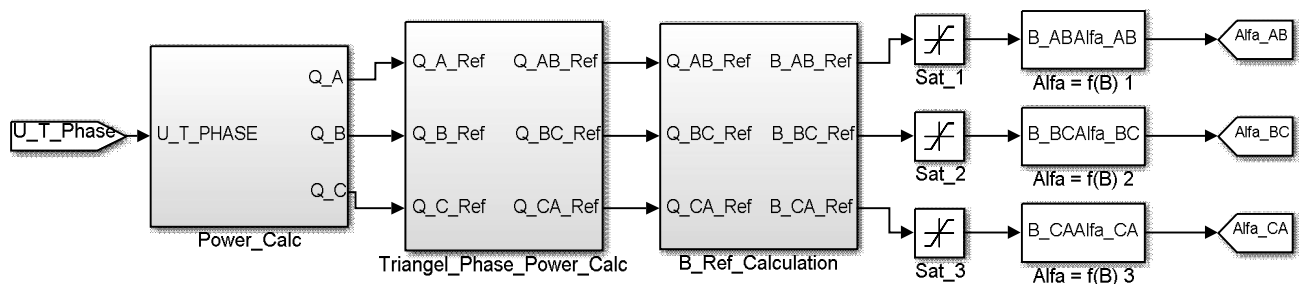 U_T_Phase
U_T_PHASE
Q_A
Q_B
Q_C
Power_Calc
Q_A_Ref Q_AB_Ref
Q_B_Ref Q_BC_Ref
Q_C_Ref Q_CA_Ref
Triangel_Phase_Power_Calc
Q_AB_Ref B_AB_Ref
Q_BC_Ref B_BC_Ref
Q_CA_Ref B_CA_Ref
B_Ref_Calculation
Sat_1
B_ABAlfa_AB
Alfa = f(B) 1
Alfa_AB
Sat_2
B_BCAlfa_BC
Alfa = f(B) 2
Alfa_BC
Sat_3
B_CAAlfa_CA
Alfa = f(B) 3
Alfa_CA